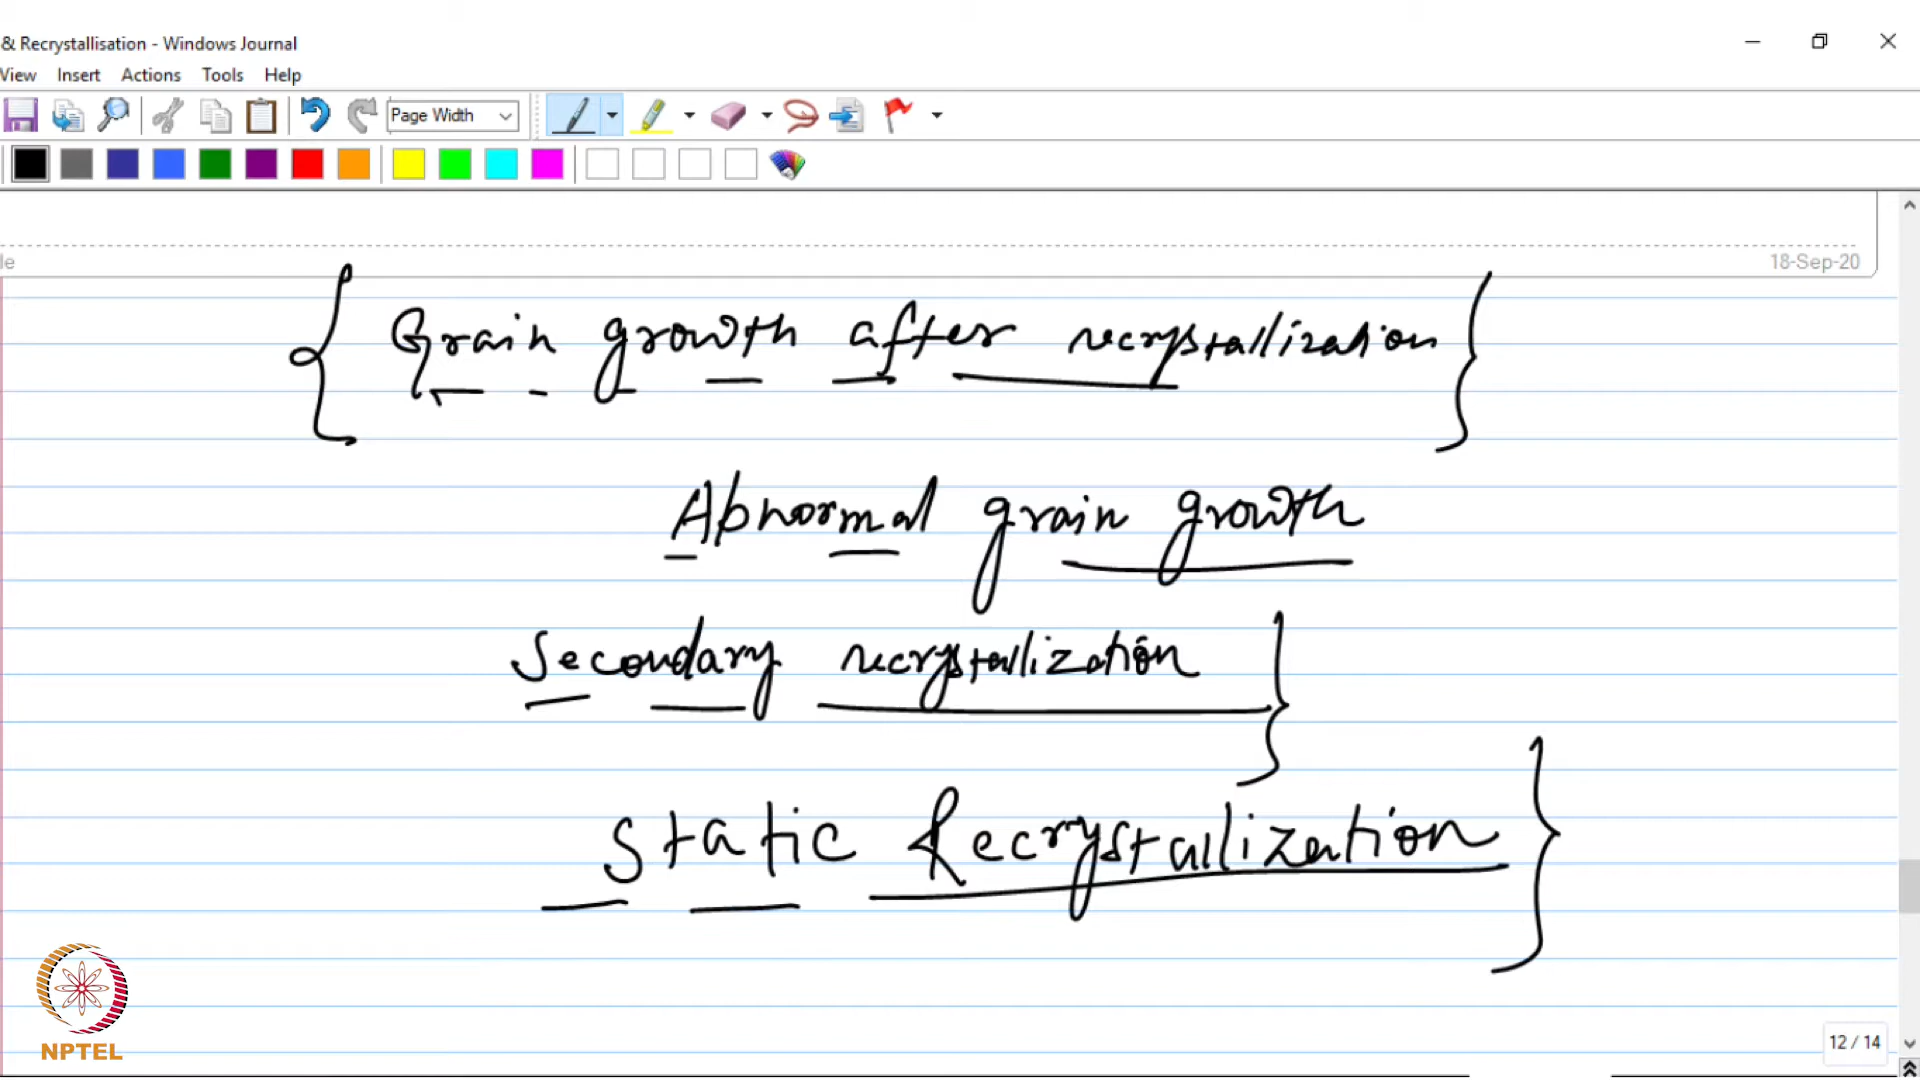 & Recrystallisation - Windows Journal
View Insert Actions Tools Help
Page Width
le
18-Sep-20
Grain growth after recrystallization
Abnormal grain growth
Secondary recrystallization
Static Recrystallization
NPTEL
12 / 14